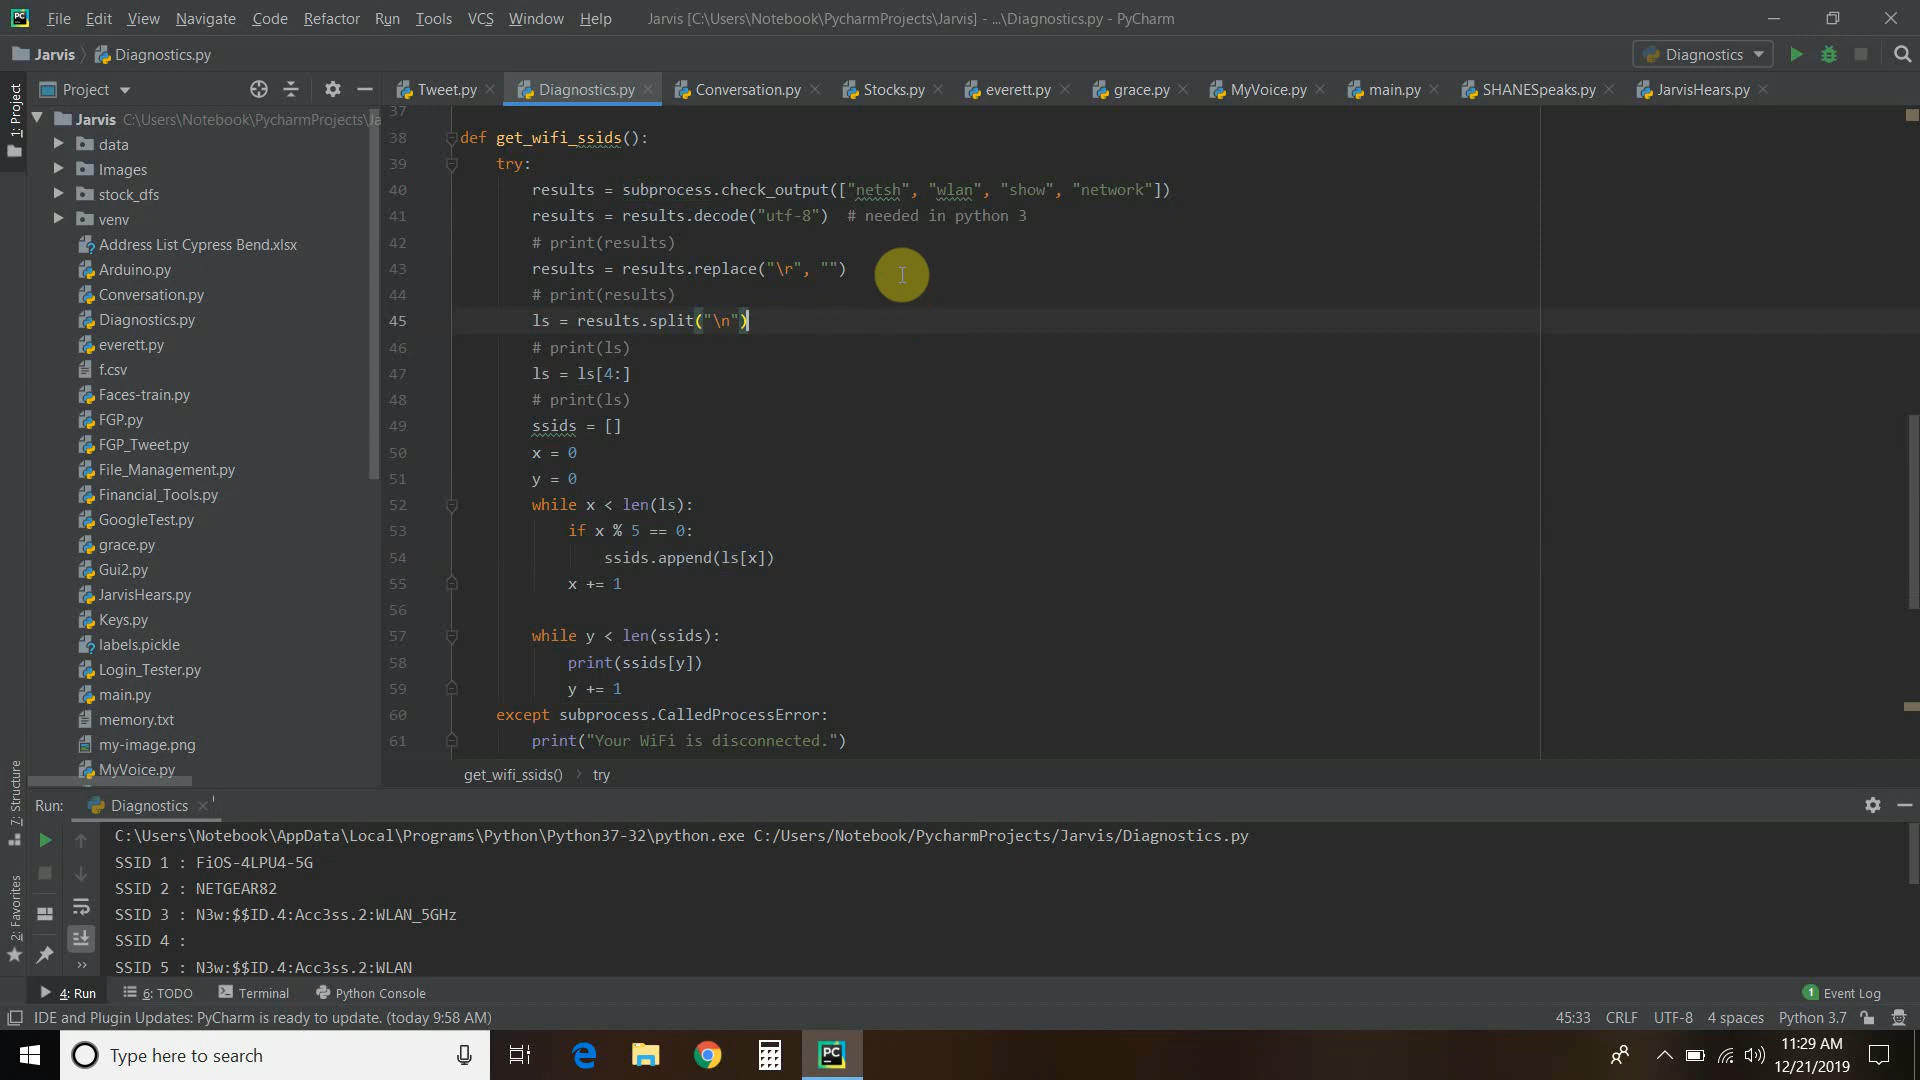 File Edit View Navigate Code Refactor Run Tools VCS Window Help Jarvis [C:\Users\Notebook\PycharmProjects\Jarvis] - ...\Diagnostics.py - PyCharm
Jarvis Diagnostics.py Diagnostics
Project Tweet.py Diagnostics.py Conversation.py Stocks.py everett.py grace.py MyVoice.py main.py SHANESpeaks.py JarvisHears.py
1: Project
Jarvis C:\Users\Notebook\PycharmProjects\Ja
data
Images
stock_dfs
venv
Address List Cypress Bend.xlsx
Arduino.py
Conversation.py
Diagnostics.py
everett.py
f.csv
Faces-train.py
FGP.py
FGP_Tweet.py
File_Management.py
Financial_Tools.py
GoogleTest.py
grace.py
Gui2.py
JarvisHears.py
Keys.py
labels.pickle
Login_Tester.py
main.py
memory.txt
my-image.png
MyVoice.py
37
38 def get_wifi_ssids():
39 try:
40 results = subprocess.check_output(["netsh", "wlan", "show", "network"])
41 results = results.decode("utf-8") # needed in python 3
42 # print(results)
43 results = results.replace("\r", "")
44 # print(results)
45 ls = results.split("\n")
46 # print(ls)
47 ls = ls[4:]
48 # print(ls)
49 ssids = []
50 x = 0
51 y = 0
52 while x < len(ls):
53 if x % 5 == 0:
54 ssids.append(ls[x])
55 x += 1
56
57 while y < len(ssids):
58 print(ssids[y])
59 y += 1
60 except subprocess.CalledProcessError:
61 print("Your WiFi is disconnected.")
get_wifi_ssids() try
7: Structure
2: Favorites
Run: Diagnostics
C:\Users\Notebook\AppData\Local\Programs\Python\Python37-32\python.exe C:/Users/Notebook/PycharmProjects/Jarvis/Diagnostics.py
SSID 1 : FiOS-4LPU4-5G
SSID 2 : NETGEAR82
SSID 3 : N3w:$$ID.4:Acc3ss.2:WLAN_5GHz
SSID 4 :
SSID 5 : N3w:$$ID.4:Acc3ss.2:WLAN
4: Run 6: TODO Terminal Python Console 1 Event Log
IDE and Plugin Updates: PyCharm is ready to update. (today 9:58 AM) 45:33 CRLF UTF-8 4 spaces Python 3.7
Type here to search
PC
11:29 AM
12/21/2019